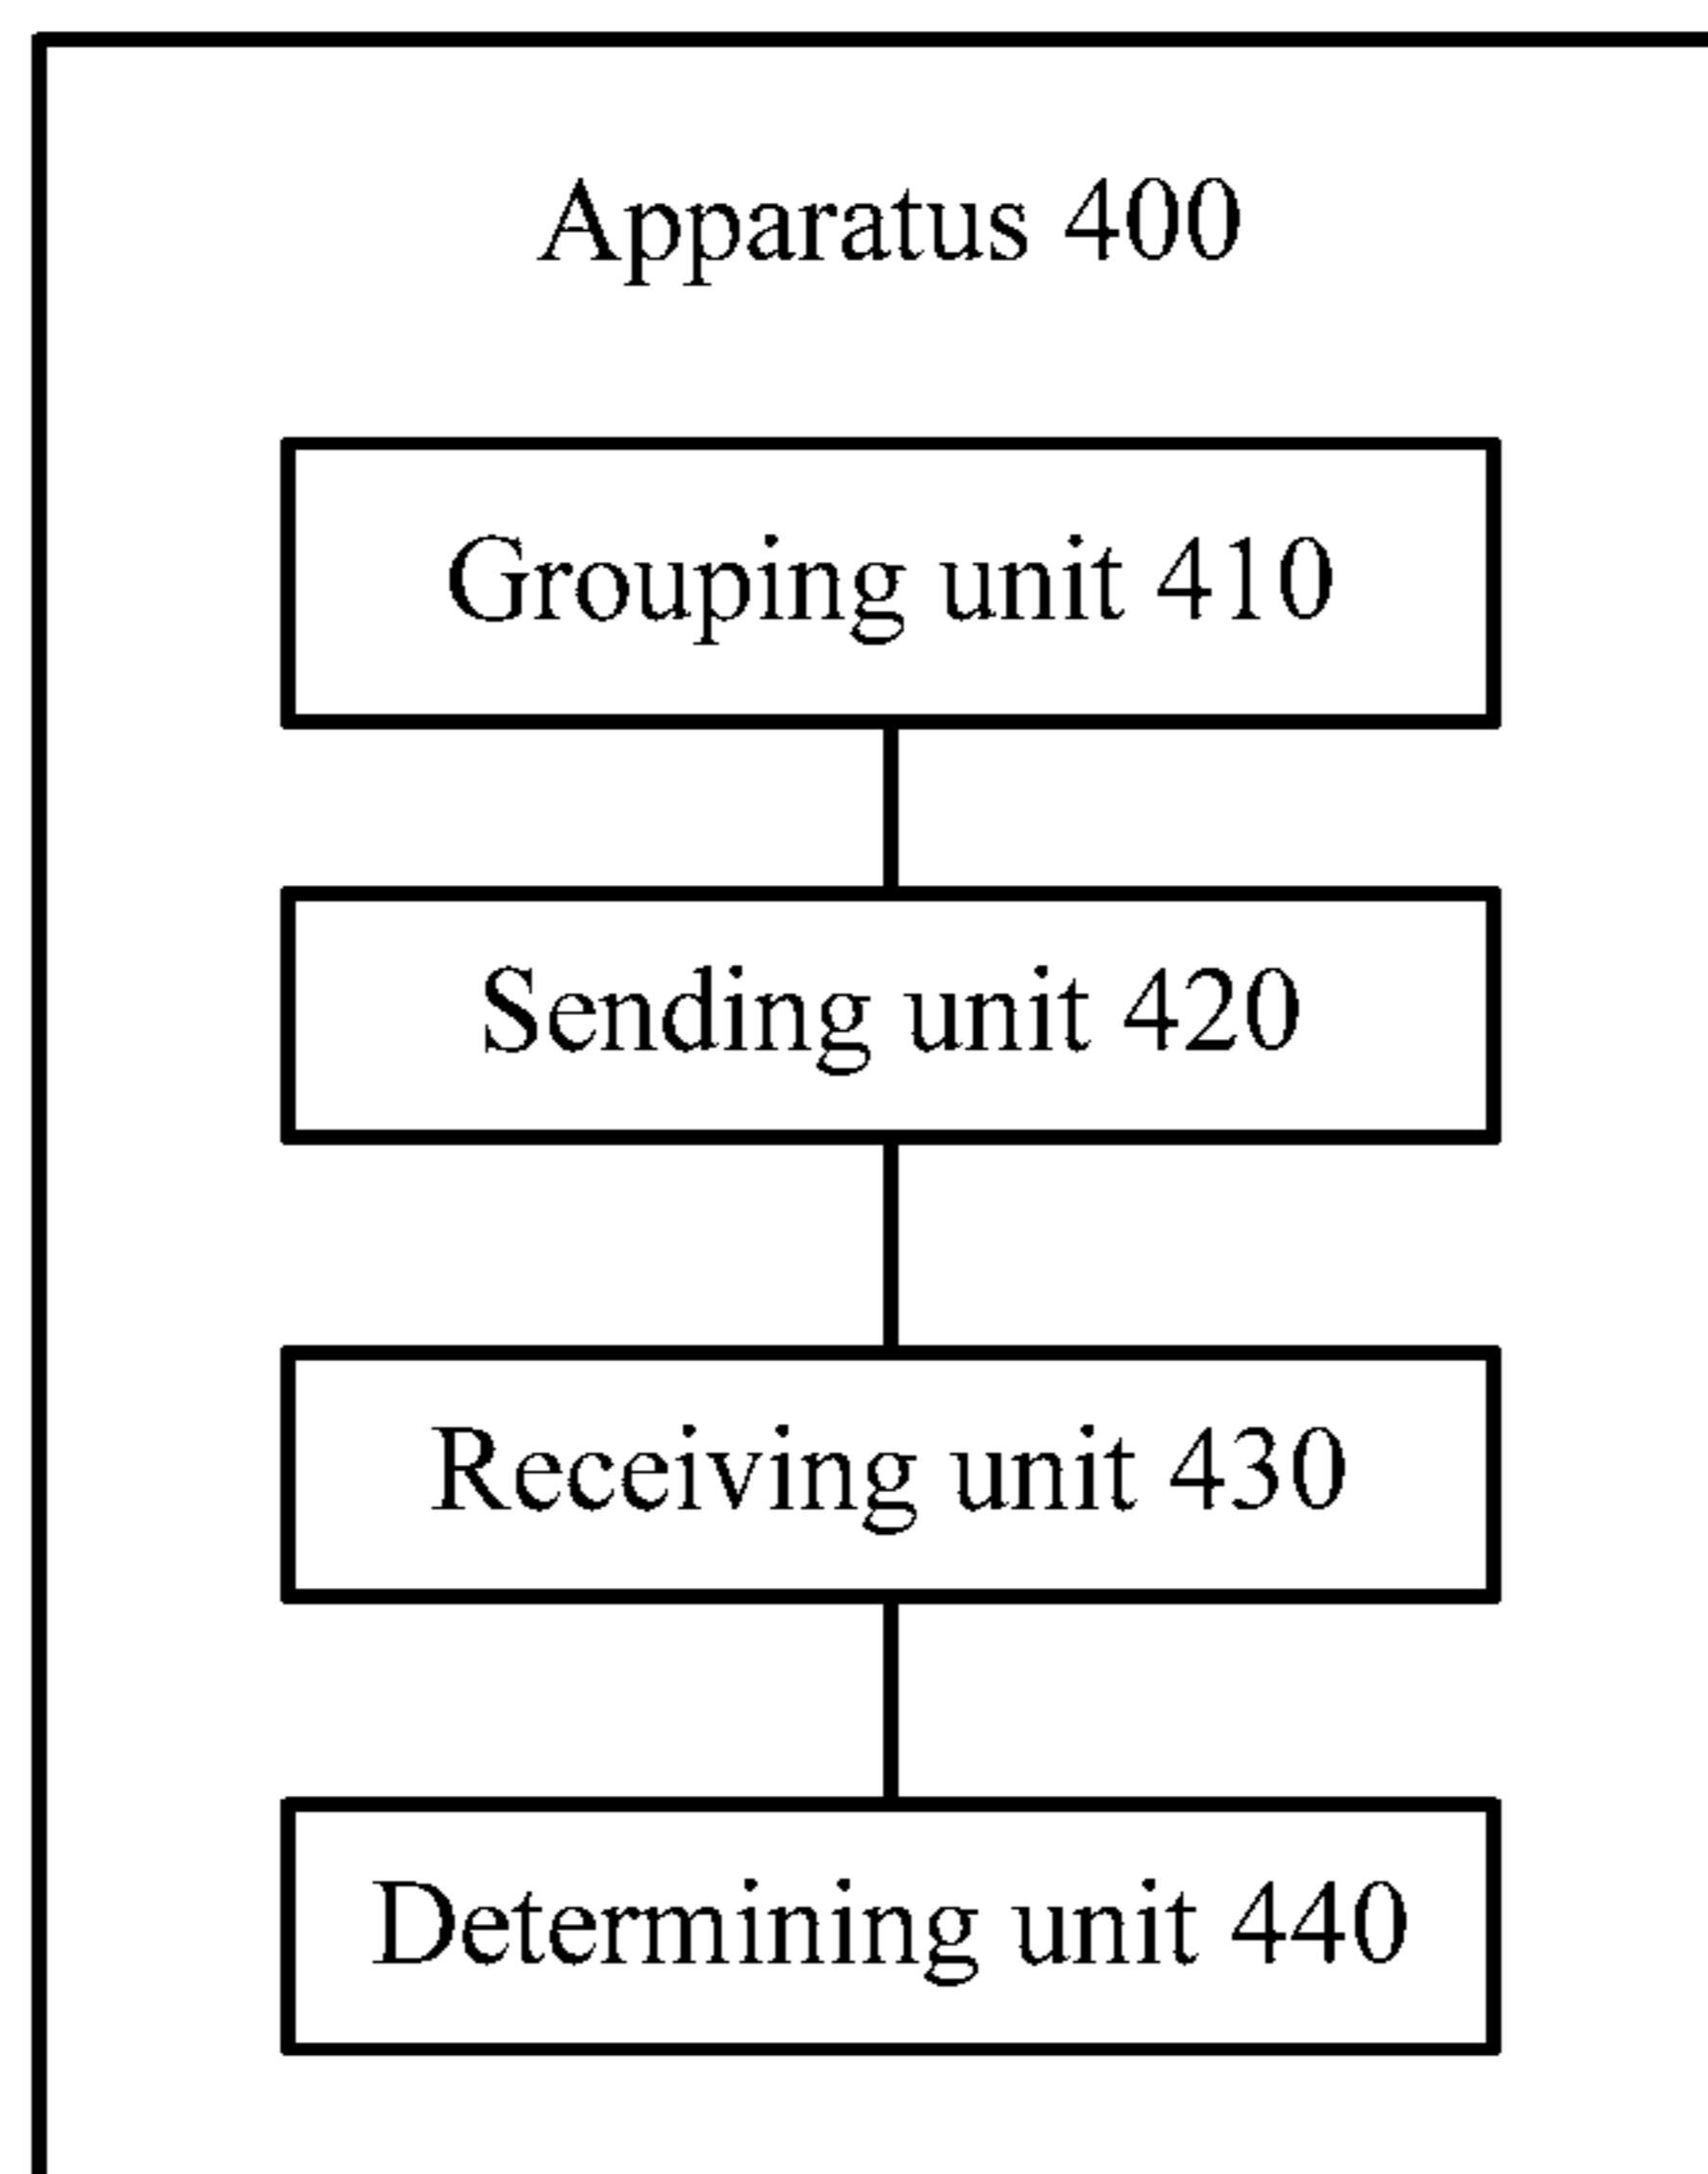 Apparatus 400
Grouping unit 410
Sending unit 420
Receiving unit 430
Determining unit 440